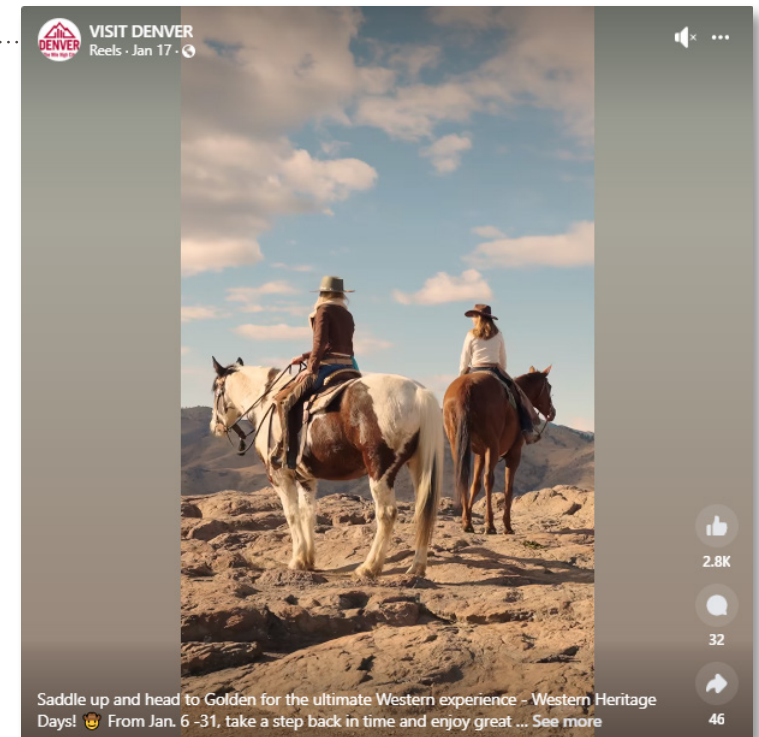 VISIT DENVER
Reels · Jan 17 ·
DENVER
2.8K
32
46
Saddle up and head to Golden for the ultimate Western experience - Western Heritage
Days! 🤠 From Jan. 6 -31, take a step back in time and enjoy great ... See more